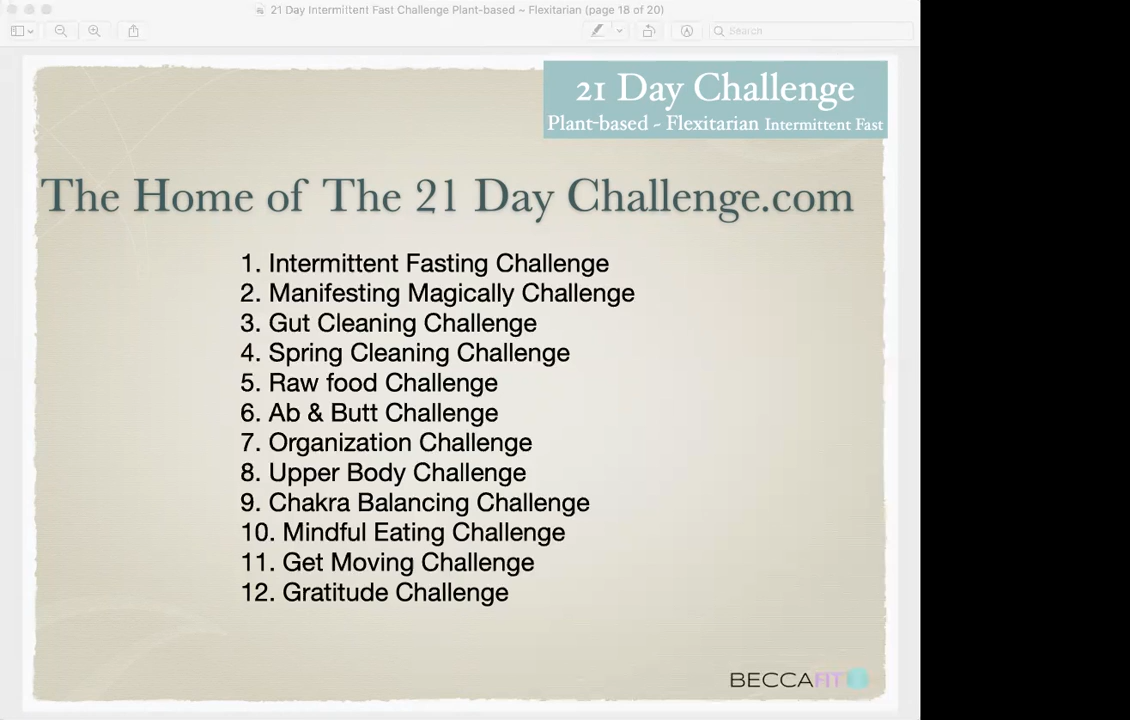 21 Day Intermittent Fast Challenge Plant-based ~ Flexitarian (page 18 of 20)
Search
21 Day Challenge
Plant-based ~ Flexitarian Intermittent Fast
The Home of The 21 Day Challenge.com
1. Intermittent Fasting Challenge
2. Manifesting Magically Challenge
3. Gut Cleaning Challenge
4. Spring Cleaning Challenge
5. Raw food Challenge
6. Ab & Butt Challenge
7. Organization Challenge
8. Upper Body Challenge
9. Chakra Balancing Challenge
10. Mindful Eating Challenge
11. Get Moving Challenge
12. Gratitude Challenge
BECCAFIT